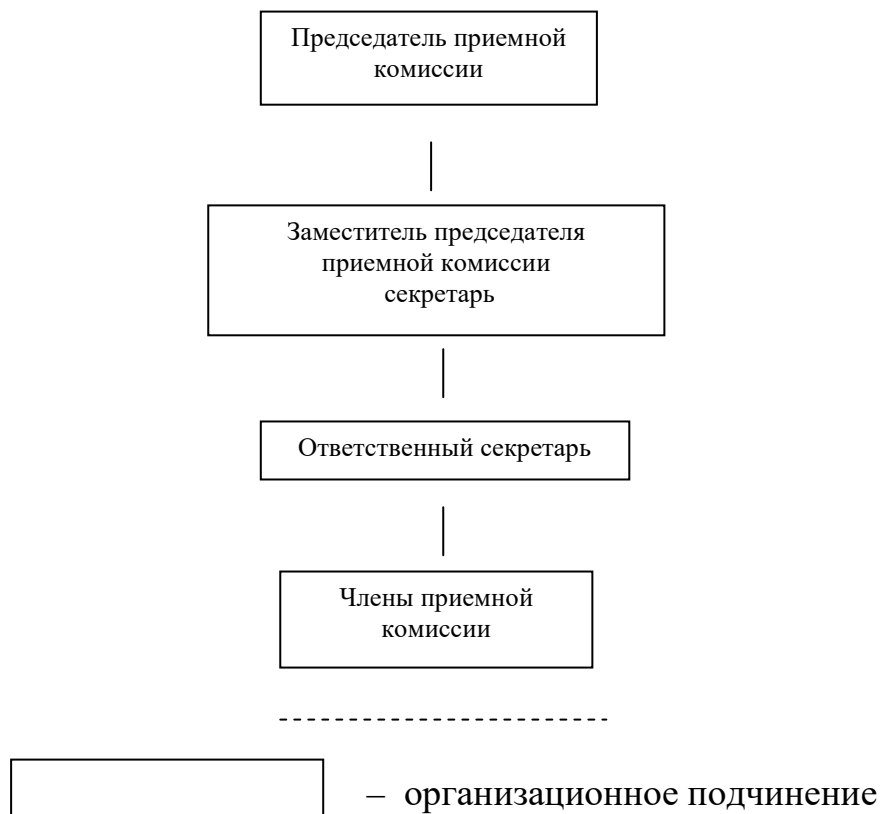 Председатель приемной
комиссии
Заместитель председателя
приемной комиссии
секретарь
Ответственный секретарь
Члены приемной
комиссии
– организационное подчинение